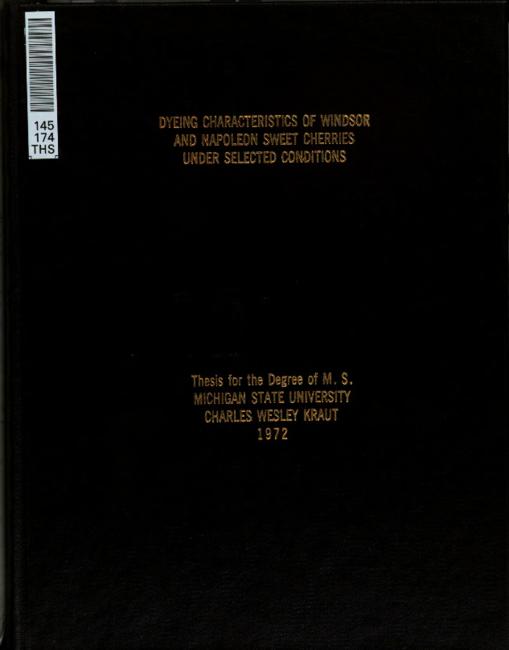 145
174
THS
DYEING CHARACTERISTICS OF WINDSOR
AND NAPOLEON SWEET CHERRIES
UNDER SELECTED CONDITIONS
Thesis for the Degree of M. S.
MICHIGAN STATE UNIVERSITY
CHARLES WESLEY KRAUT
1972